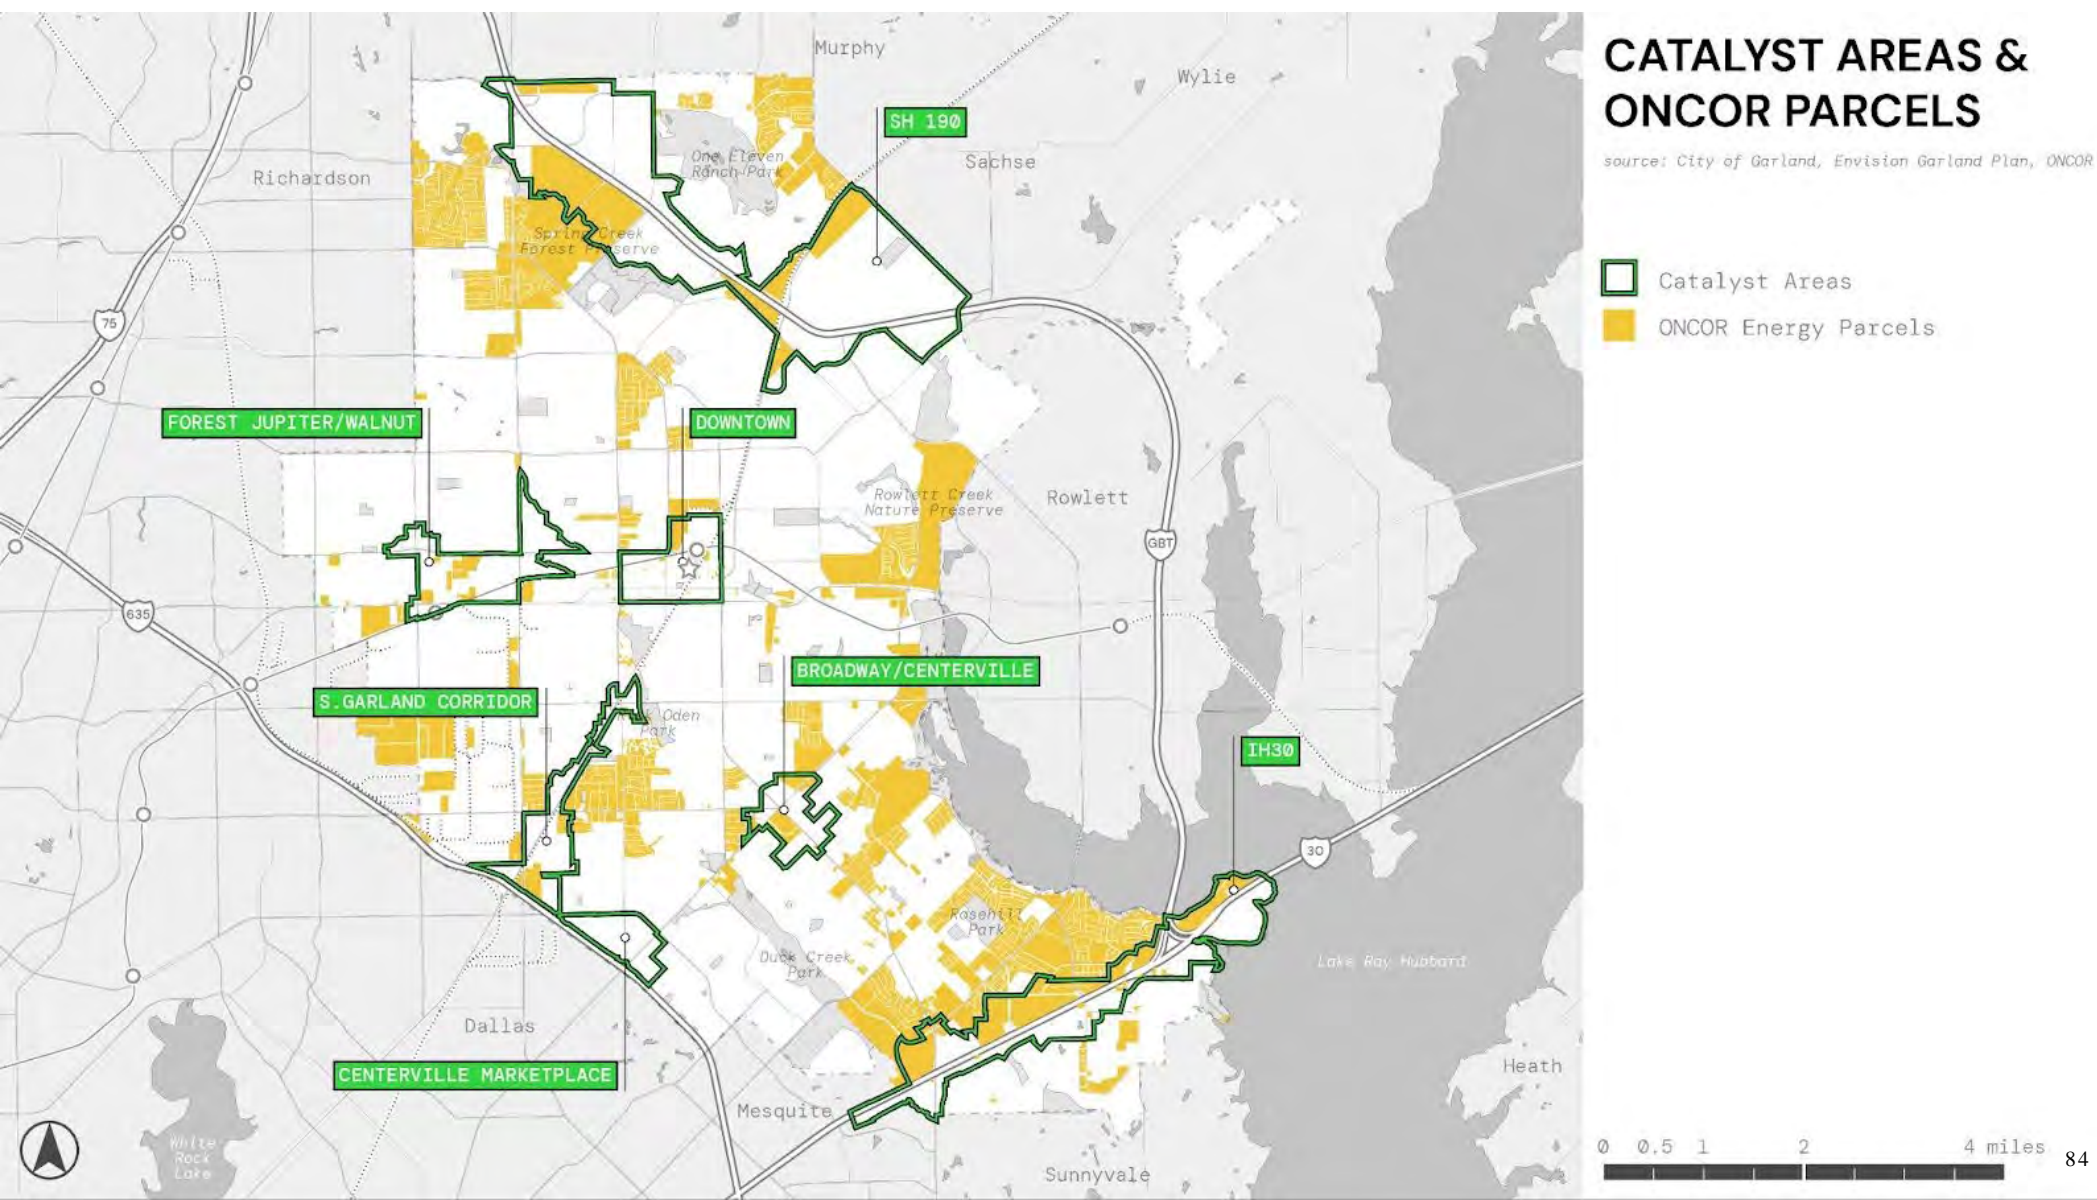 CATALYST AREAS &
ONCOR PARCELS
source: City of Garland, Envision Garland Plan, ONCOR
Catalyst Areas
ONCOR Energy Parcels
Murphy
Wylie
SH 190
One Eleven
Ranch Park
Sachse
Richardson
Spring Creek
Forest Preserve
75
FOREST JUPITER/WALNUT
DOWNTOWN
Rowlett Creek
Nature Preserve
Rowlett
GBT
635
BROADWAY/CENTERVILLE
S.GARLAND CORRIDOR
Oden
Park
IH30
30
Rosehill
Park
Duck Creek
Park
Lake Ray Hubbard
Dallas
CENTERVILLE MARKETPLACE
Heath
Mesquite
White
Rock
Lake
Sunnyvale
0 0.5 1 2 4 miles
84